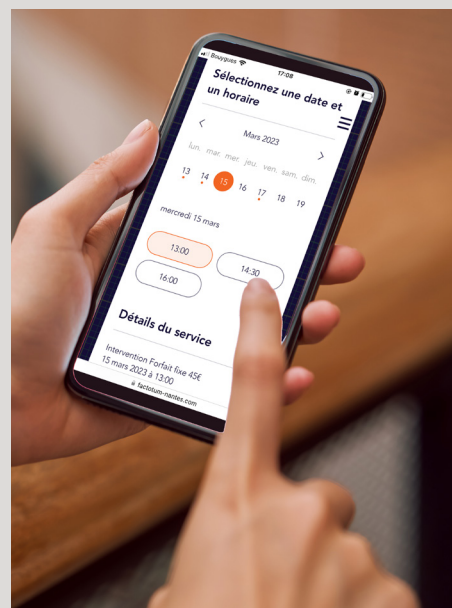 Bouygues 17:08
Sélectionnez une date et
un horaire
< Mars 2023 >
lun. mar. mer. jeu. ven. sam. dim.
13 14 15 16 17 18 19
mercredi 15 mars
13:00 14:30
16:00
Détails du service
Intervention Forfait fixe 45€
15 mars 2023 à 13:00
factotum-nantes.com